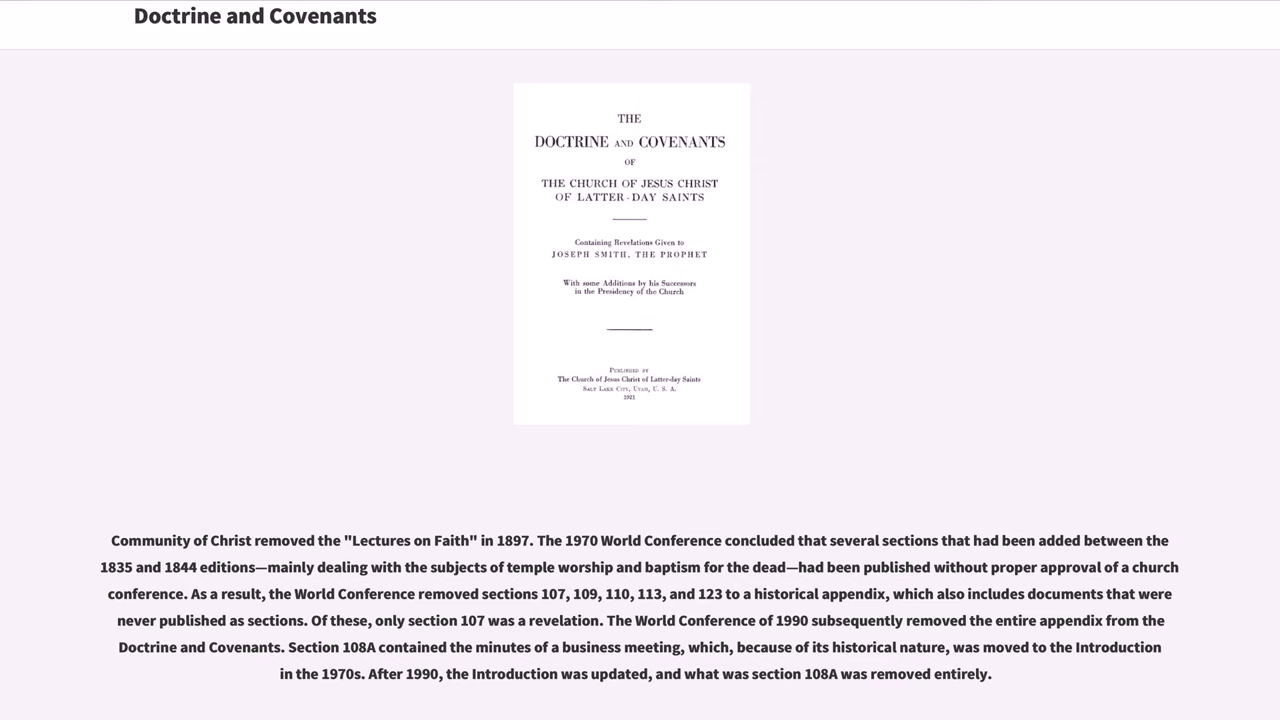 Doctrine and Covenants
THE
DOCTRINE AND COVENANTS
OF
THE CHURCH OF JESUS CHRIST
OF LATTER-DAY SAINTS
Containing Revelations Given to
JOSEPH SMITH, THE PROPHET
With some Additions by his Successors
in the Presidency of the Church
PUBLISHED BY
The Church of Jesus Christ of Latter-day Saints
SALT LAKE CITY, UTAH, U. S. A.
1921
Community of Christ removed the "Lectures on Faith" in 1897. The 1970 World Conference concluded that several sections that had been added between the
1835 and 1844 editions—mainly dealing with the subjects of temple worship and baptism for the dead—had been published without proper approval of a church
conference. As a result, the World Conference removed sections 107, 109, 110, 113, and 123 to a historical appendix, which also includes documents that were
never published as sections. Of these, only section 107 was a revelation. The World Conference of 1990 subsequently removed the entire appendix from the
Doctrine and Covenants. Section 108A contained the minutes of a business meeting, which, because of its historical nature, was moved to the Introduction
in the 1970s. After 1990, the Introduction was updated, and what was section 108A was removed entirely.